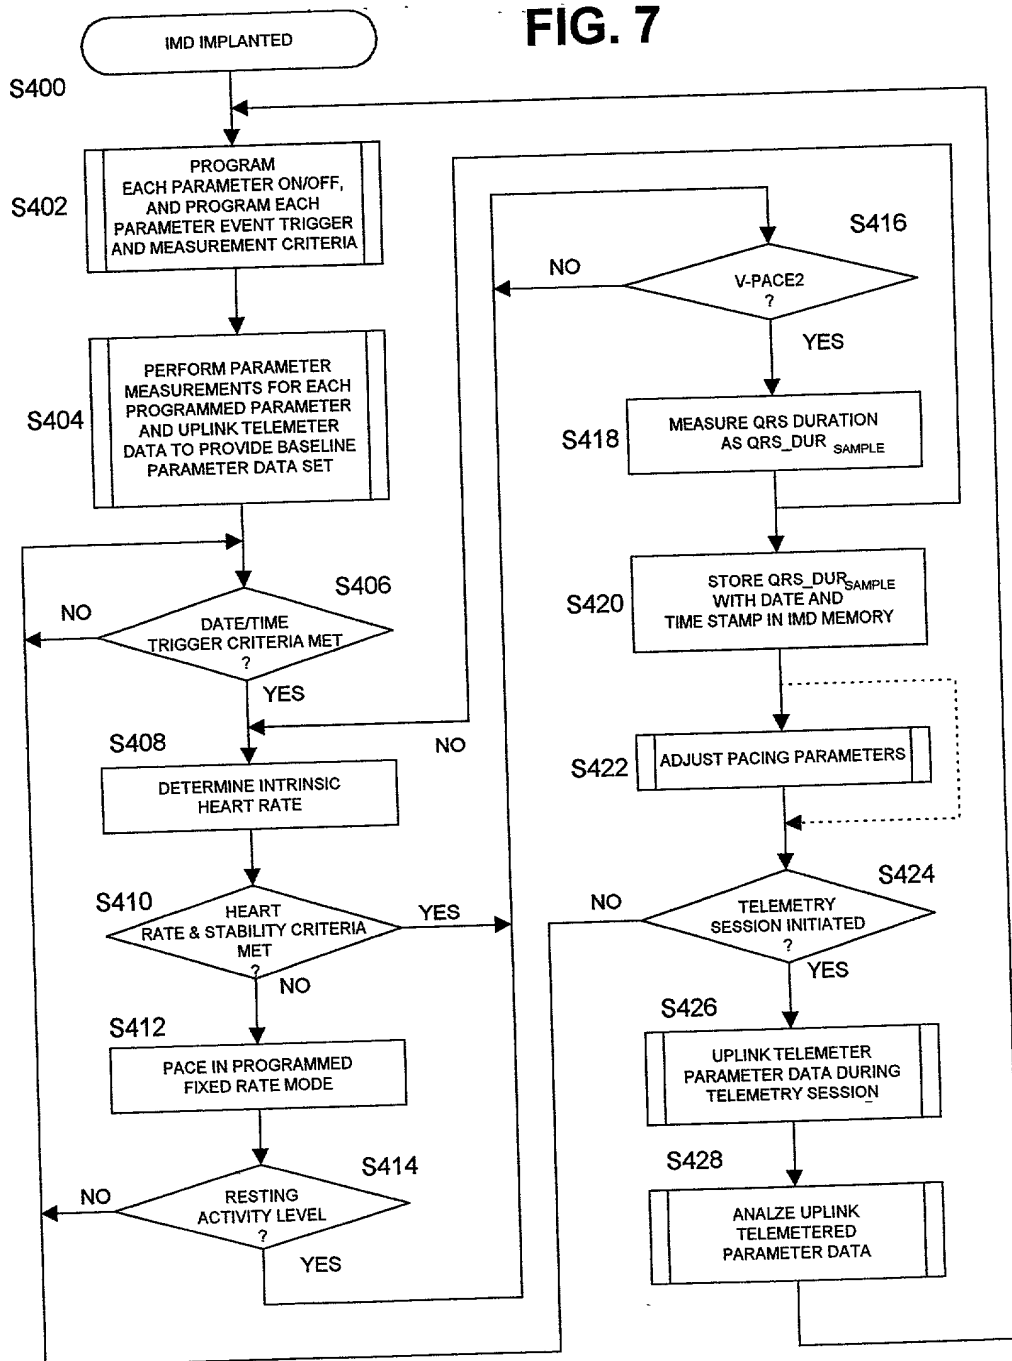 FIG. 7
IMD IMPLANTED
S400
S402
PROGRAM
EACH PARAMETER ON/OFF,
AND PROGRAM EACH
PARAMETER EVENT TRIGGER
AND MEASUREMENT CRITERIA
S404
PERFORM PARAMETER
MEASUREMENTS FOR EACH
PROGRAMMED PARAMETER
AND UPLINK TELEMETER
DATA TO PROVIDE BASELINE
PARAMETER DATA SET
S406
NO
DATE/TIME
TRIGGER CRITERIA MET
?
YES
NO
S408
DETERMINE INTRINSIC
HEART RATE
S410
HEART
RATE & STABILITY CRITERIA
MET
?
YES
NO
S412
PACE IN PROGRAMMED
FIXED RATE MODE
S414
NO
RESTING
ACTIVITY LEVEL
?
YES
S416
NO
V-PACE2
?
YES
S418
MEASURE QRS DURATION
AS QRS_DUR SAMPLE
S420
STORE QRS_DUR SAMPLE
WITH DATE AND
TIME STAMP IN IMD MEMORY
S422
ADJUST PACING PARAMETERS
S424
NO
TELEMETRY
SESSION INITIATED
?
YES
S426
UPLINK TELEMETER
PARAMETER DATA DURING
TELEMETRY SESSION
S428
ANALZE UPLINK
TELEMETERED
PARAMETER DATA